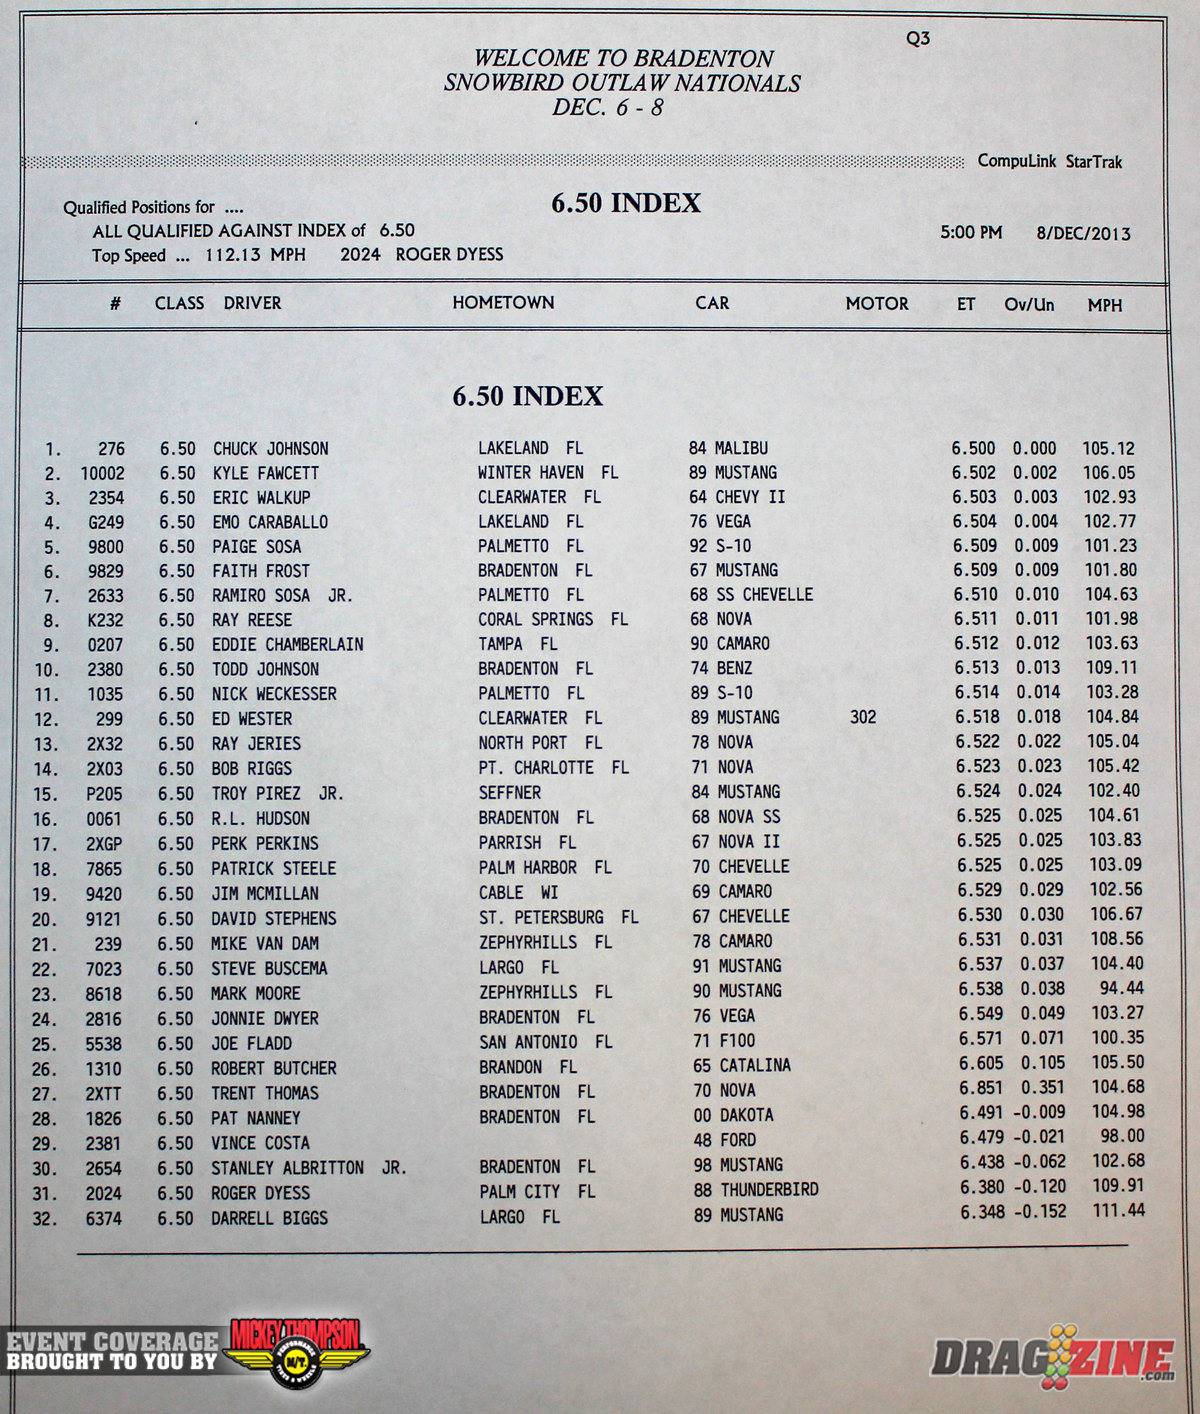 Q3
WELCOME TO BRADENTON
SNOWBIRD OUTLAW NATIONALS
DEC. 6 - 8
CompuLink StarTrak
Qualified Positions for ....
6.50 INDEX
ALL QUALIFIED AGAINST INDEX of 6.50
5:00 PM 8/DEC/2013
Top Speed ... 112.13 MPH 2024 ROGER DYESS
# CLASS DRIVER HOMETOWN CAR MOTOR ET Ov/Un MPH
6.50 INDEX
1. 276 6.50 CHUCK JOHNSON LAKELAND FL 84 MALIBU 6.500 0.000 105.12
2. 10002 6.50 KYLE FAWCETT WINTER HAVEN FL 89 MUSTANG 6.502 0.002 106.05
3. 2354 6.50 ERIC WALKUP CLEARWATER FL 64 CHEVY II 6.503 0.003 102.93
4. G249 6.50 EMO CARABALLO LAKELAND FL 76 VEGA 6.504 0.004 102.77
5. 9800 6.50 PAIGE SOSA PALMETTO FL 92 S-10 6.509 0.009 101.23
6. 9829 6.50 FAITH FROST BRADENTON FL 67 MUSTANG 6.509 0.009 101.80
7. 2633 6.50 RAMIRO SOSA JR. PALMETTO FL 68 SS CHEVELLE 6.510 0.010 104.63
8. K232 6.50 RAY REESE CORAL SPRINGS FL 68 NOVA 6.511 0.011 101.98
9. 0207 6.50 EDDIE CHAMBERLAIN TAMPA FL 90 CAMARO 6.512 0.012 103.63
10. 2380 6.50 TODD JOHNSON BRADENTON FL 74 BENZ 6.513 0.013 109.11
11. 1035 6.50 NICK WECKESSER PALMETTO FL 89 S-10 6.514 0.014 103.28
12. 299 6.50 ED WESTER CLEARWATER FL 89 MUSTANG 302 6.518 0.018 104.84
13. 2X32 6.50 RAY JERIES NORTH PORT FL 78 NOVA 6.522 0.022 105.04
14. 2X03 6.50 BOB RIGGS PT. CHARLOTTE FL 71 NOVA 6.523 0.023 105.42
15. P205 6.50 TROY PIREZ JR. SEFFNER 84 MUSTANG 6.524 0.024 102.40
16. 0061 6.50 R.L. HUDSON BRADENTON FL 68 NOVA SS 6.525 0.025 104.61
17. 2XGP 6.50 PERK PERKINS PARRISH FL 67 NOVA II 6.525 0.025 103.83
18. 7865 6.50 PATRICK STEELE PALM HARBOR FL 70 CHEVELLE 6.525 0.025 103.09
19. 9420 6.50 JIM MCMILLAN CABLE WI 69 CAMARO 6.529 0.029 102.56
20. 9121 6.50 DAVID STEPHENS ST. PETERSBURG FL 67 CHEVELLE 6.530 0.030 106.67
21. 239 6.50 MIKE VAN DAM ZEPHYRHILLS FL 78 CAMARO 6.531 0.031 108.56
22. 7023 6.50 STEVE BUSCEMA LARGO FL 91 MUSTANG 6.537 0.037 104.40
23. 8618 6.50 MARK MOORE ZEPHYRHILLS FL 90 MUSTANG 6.538 0.038 94.44
24. 2816 6.50 JONNIE DWYER BRADENTON FL 76 VEGA 6.549 0.049 103.27
25. 5538 6.50 JOE FLADD SAN ANTONIO FL 71 F100 6.571 0.071 100.35
26. 1310 6.50 ROBERT BUTCHER BRANDON FL 65 CATALINA 6.605 0.105 105.50
27. 2XTT 6.50 TRENT THOMAS BRADENTON FL 70 NOVA 6.851 0.351 104.68
28. 1826 6.50 PAT NANNEY BRADENTON FL 00 DAKOTA 6.491 -0.009 104.98
29. 2381 6.50 VINCE COSTA 48 FORD 6.479 -0.021 98.00
30. 2654 6.50 STANLEY ALBRITTON JR. BRADENTON FL 98 MUSTANG 6.438 -0.062 102.68
31. 2024 6.50 ROGER DYESS PALM CITY FL 88 THUNDERBIRD 6.380 -0.120 109.91
32. 6374 6.50 DARRELL BIGGS LARGO FL 89 MUSTANG 6.348 -0.152 111.44
EVENT COVERAGE
BROUGHT TO YOU BY
MICKEY THOMPSON
PERFORMANCE
M/T
TIRES & WHEELS
DRAGZINE
.com